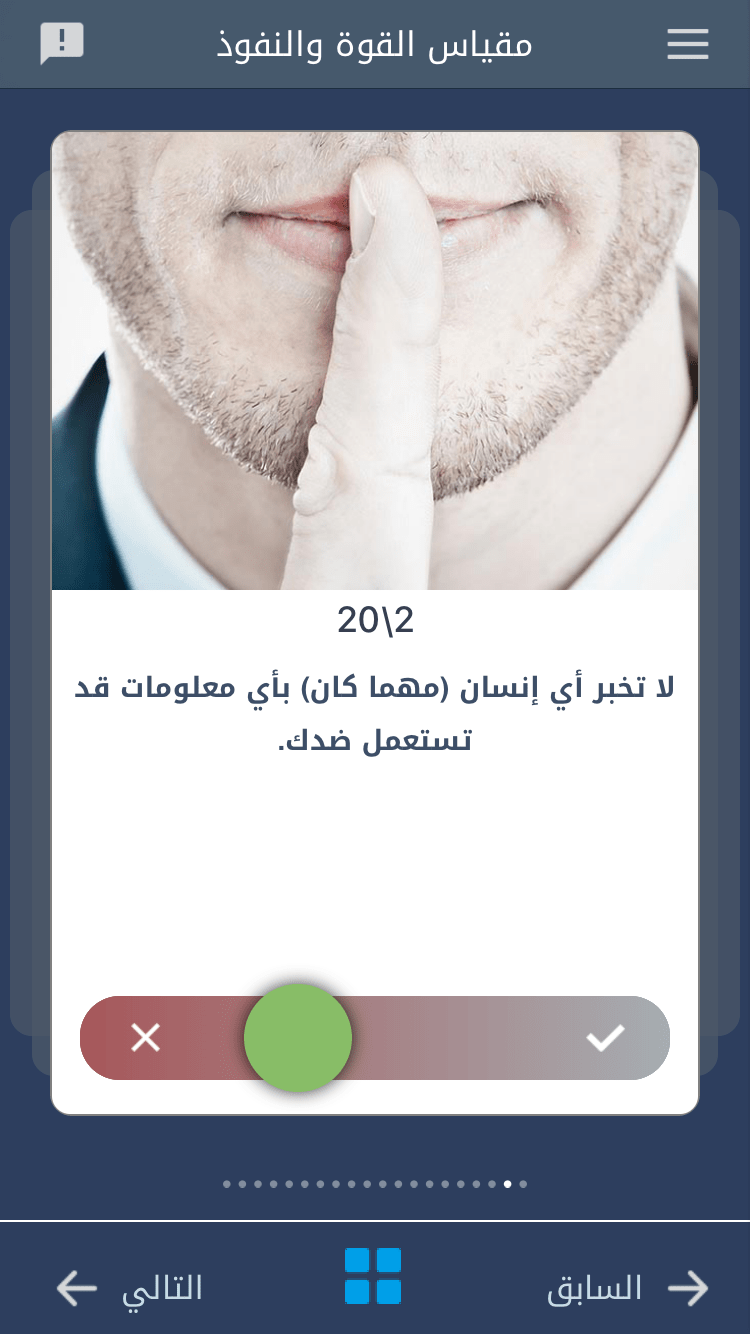 مقياس القوة والنفوذ
2\20
لا تخبر أي إنسان (مهما كان) بأي معلومات قد
تستعمل ضدك.
السابق
التالي